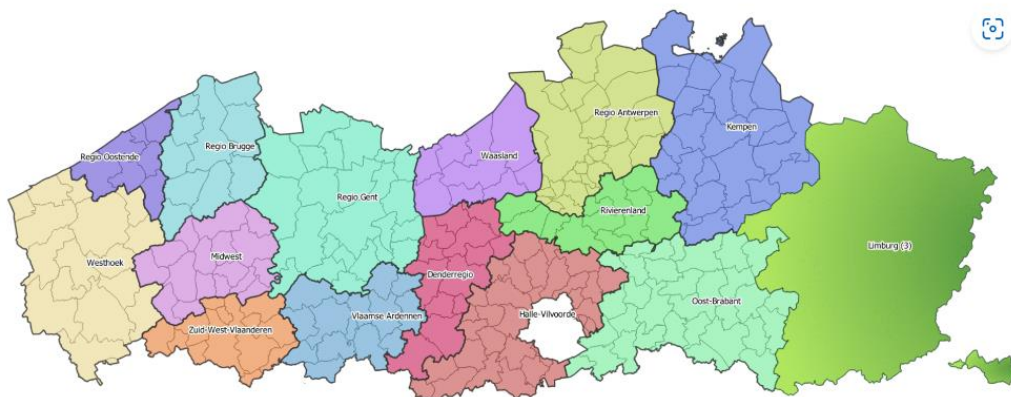 Regio Antwerpen
Kempen
Regio Oostende
Regio Brugge
Waasland
Regio Gent
Rivierenland
Limburg (3)
Westhoek
Midwest
Denderregio
Oost-Brabant
Zuid-West-Vlaanderen
Vlaamse Ardennen
Halle-Vilvoorde